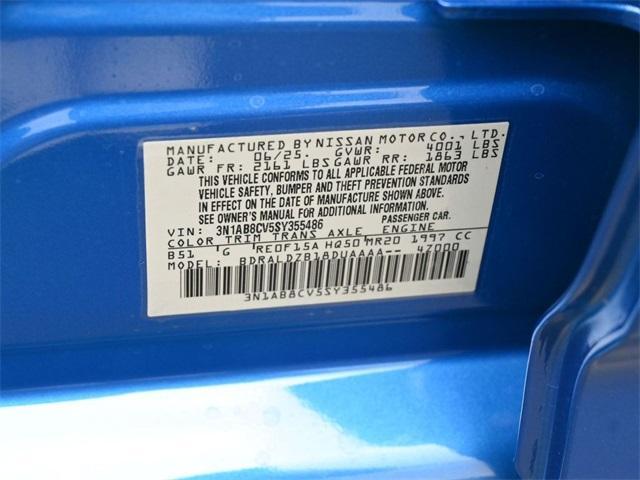 MANUFACTURED BY NISSAN MOTOR CO., LTD.
DATE: 06/25. GVWR: 4001 LBS
GAWR FR: 2161 LBS GAWR RR: 1863 LBS
THIS VEHICLE CONFORMS TO ALL APPLICABLE FEDERAL MOTOR
VEHICLE SAFETY, BUMPER AND THEFT PREVENTION STANDARDS
IN EFFECT ON THE DATE OF MANUFACTURE SHOWN ABOVE.
SEE OWNER'S MANUAL FOR ADDITIONAL INFORMATION.
VIN: 3N1AB8CV5SY355486 PASSENGER CAR.
COLOR TRIM TRANS AXLE ENGINE
B51 G RE0F15A HQ50 MR20 1997 CC
MODEL: BDRALDZB18DUAAAA-- 47000
3N1AB8CV5SY355486